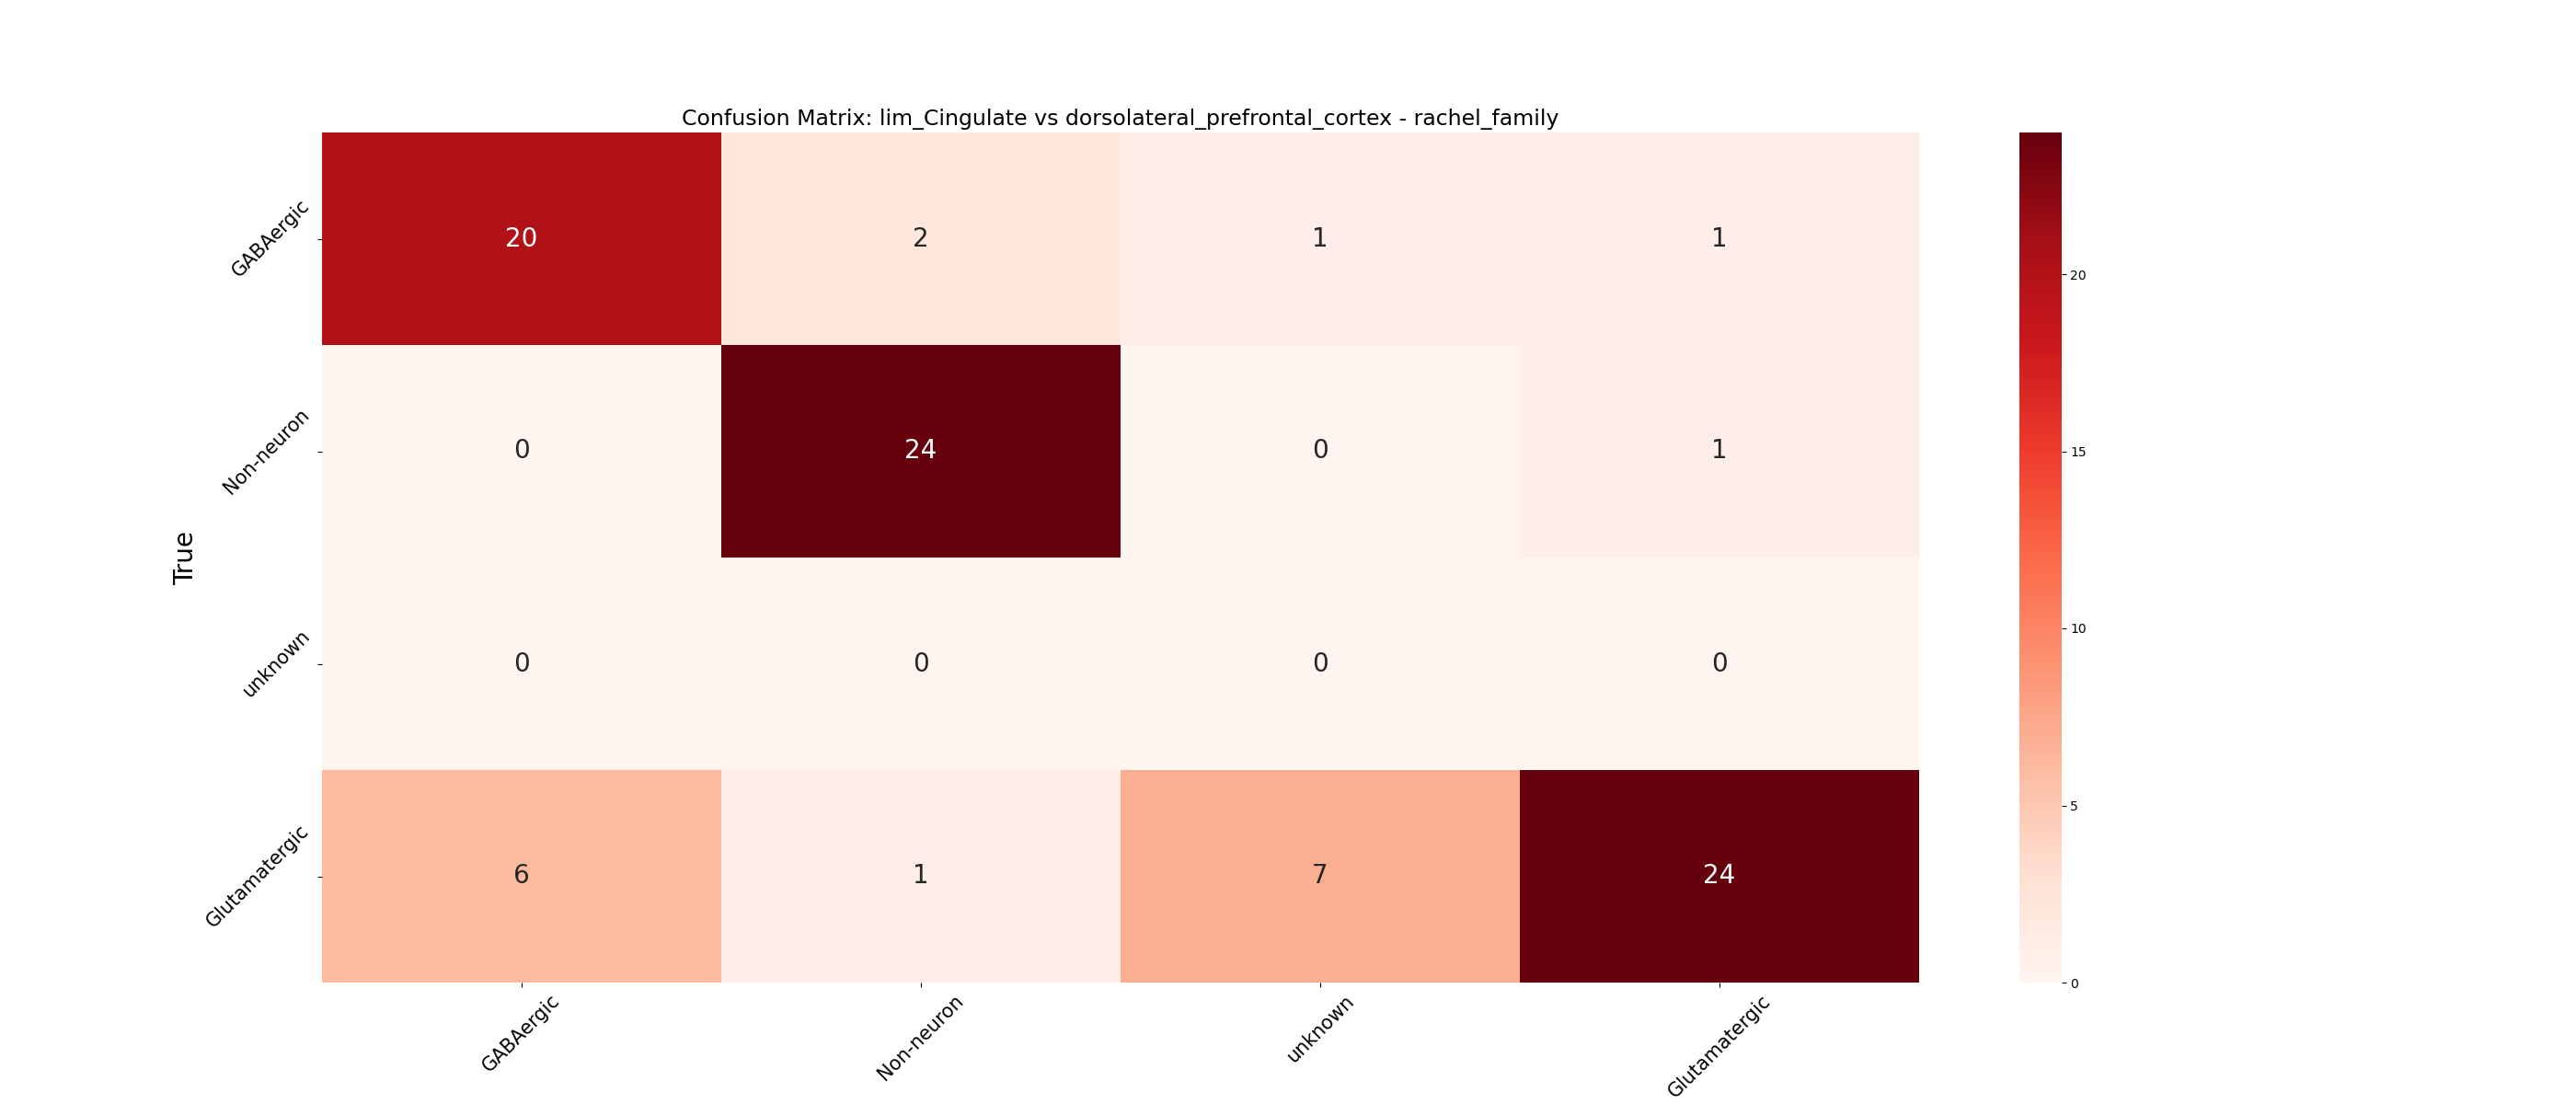 Confusion Matrix: lim_Cingulate vs dorsolateral_prefrontal_cortex - rachel_family
GABAergic
20
2
1
1
20
Non-neuron
0
24
0
1
15
True
unknown
0
0
0
0
10
Glutamatergic
6
1
7
24
5
0
GABAergic
Non-neuron
unknown
Glutamatergic